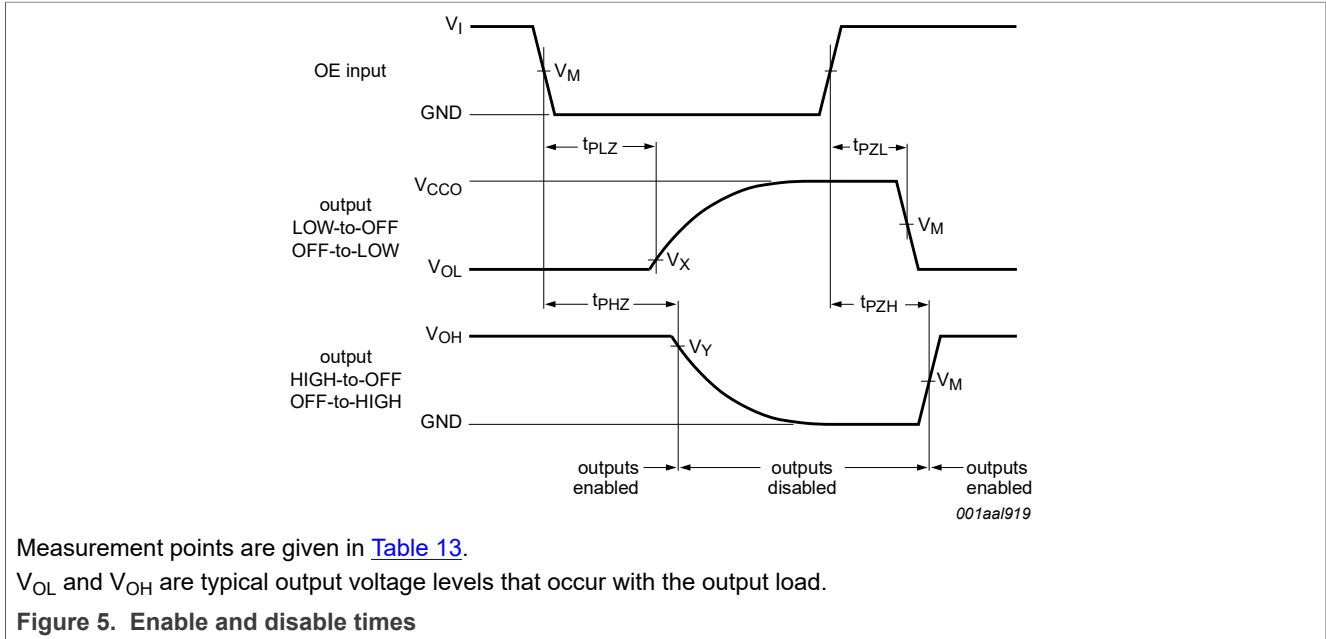 V_I
OE input
V_M
GND
t_PLZ
t_PZL
V_CCO
output
LOW-to-OFF
OFF-to-LOW
V_M
V_X
V_OL
t_PHZ
t_PZH
V_OH
V_Y
output
HIGH-to-OFF
OFF-to-HIGH
V_M
GND
outputs enabled
outputs disabled
outputs enabled
001aal919
Measurement points are given in Table 13.
V_OL and V_OH are typical output voltage levels that occur with the output load.
Figure 5. Enable and disable times